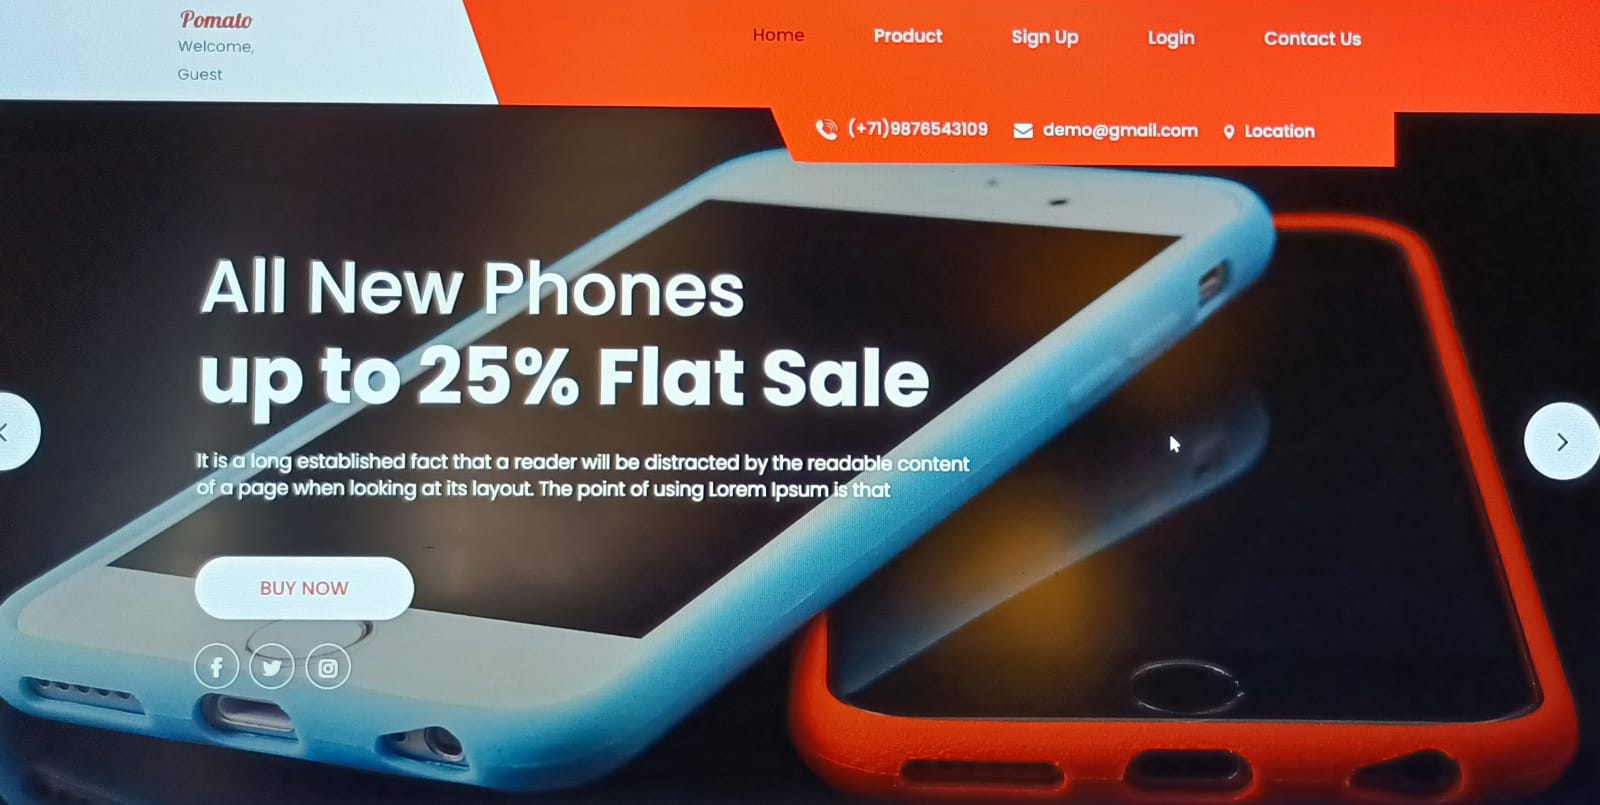 Pomato
Welcome,
Guest
Home Product Sign Up Login Contact Us
(+71)9876543109 demo@gmail.com Location
All New Phones
up to 25% Flat Sale
It is a long established fact that a reader will be distracted by the readable content
of a page when looking at its layout. The point of using Lorem Ipsum is that
BUY NOW